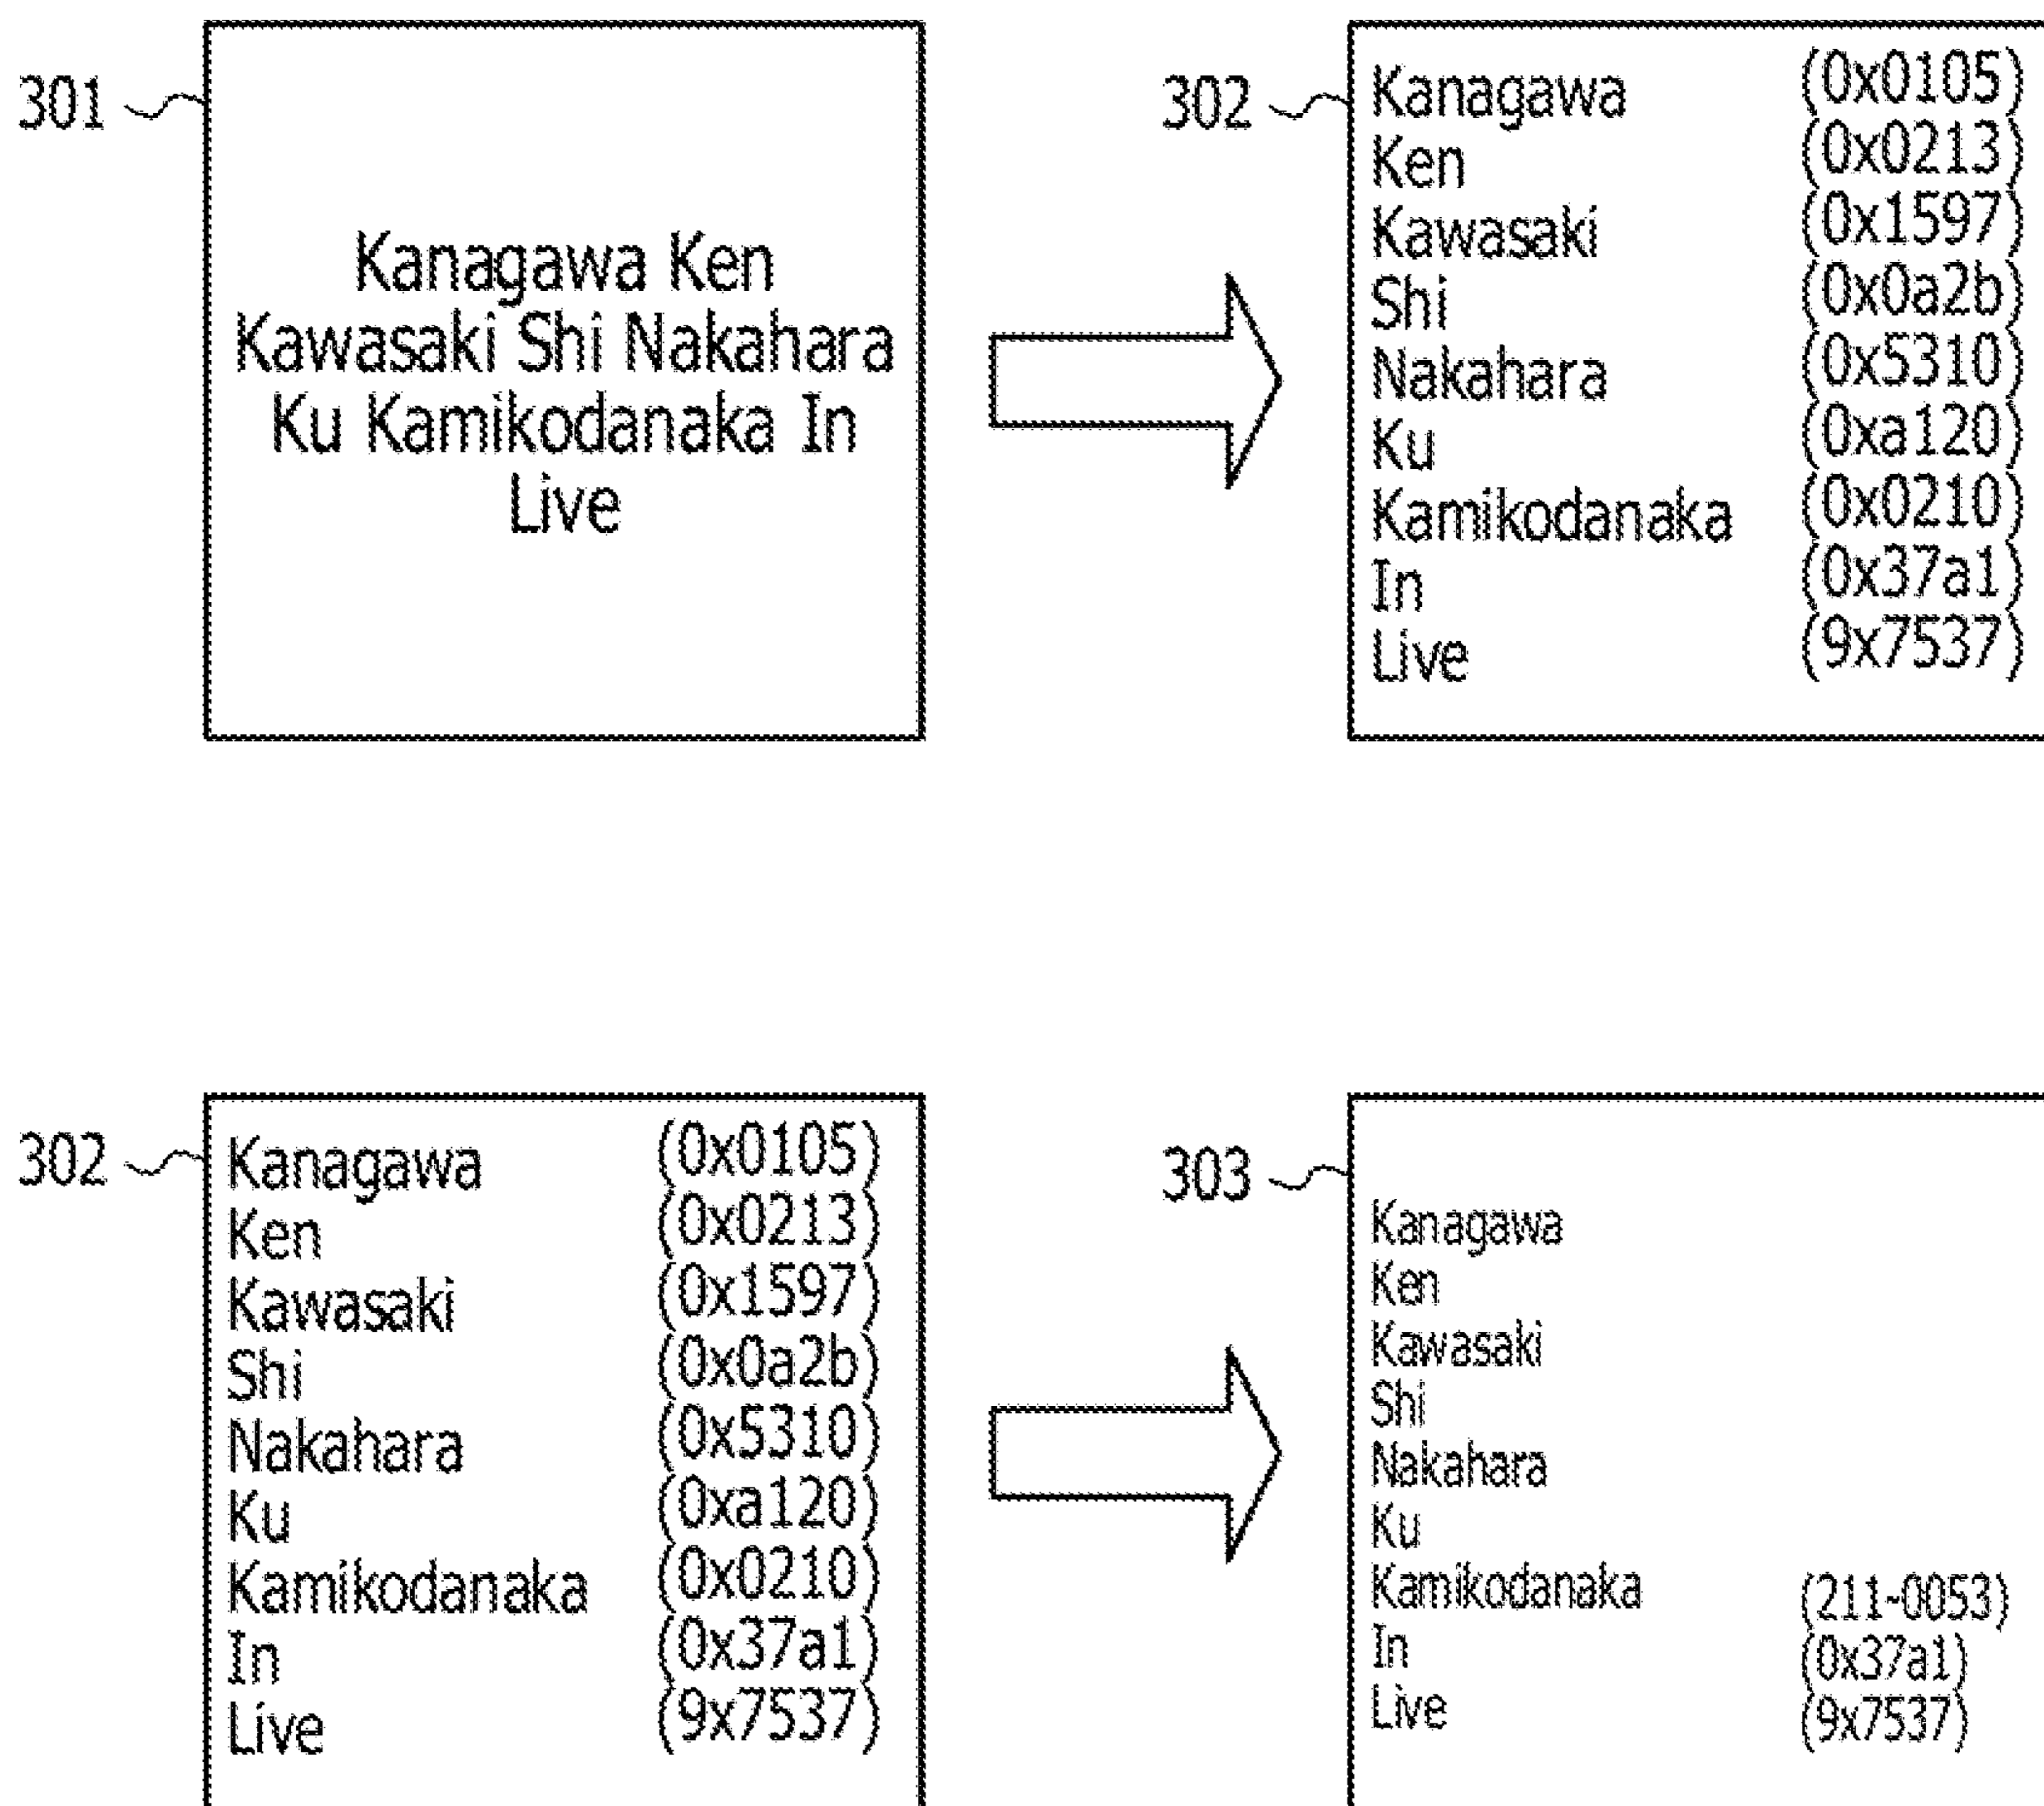 301
Kanagawa Ken
Kawasaki Shi Nakahara
Ku Kamikodanaka In
Live
302
Kanagawa (0x0105)
Ken (0x0213)
Kawasaki (0x1597)
Shi (0x0a2b)
Nakahara (0x5310)
Ku (0xa120)
Kamikodanaka (0x0210)
In (0x37a1)
Live (9x7537)
302
Kanagawa (0x0105)
Ken (0x0213)
Kawasaki (0x1597)
Shi (0x0a2b)
Nakahara (0x5310)
Ku (0xa120)
Kamikodanaka (0x0210)
In (0x37a1)
Live (9x7537)
303
Kanagawa
Ken
Kawasaki
Shi
Nakahara
Ku
Kamikodanaka (211-0053)
In (0x37a1)
Live (9x7537)